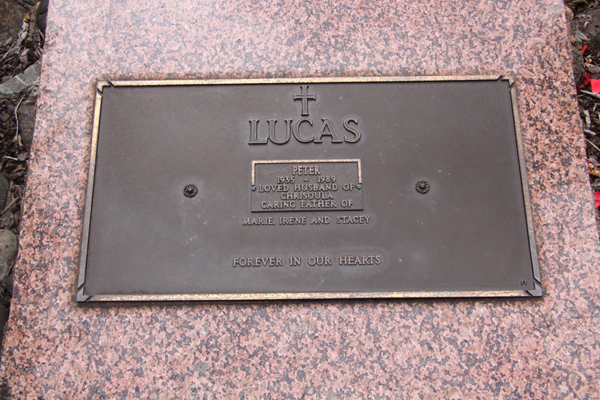 LUCAS
PETER
1935 - 1989
LOVED HUSBAND OF
CHRISOULA
CARING FATHER OF
MARIE, IRENE AND STACEY
FOREVER IN OUR HEARTS